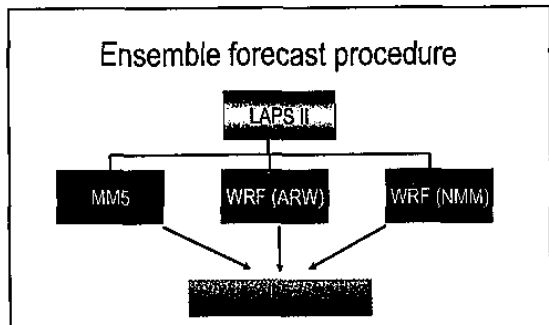 Ensemble forecast procedure
LAPS II
MM5 WRF (ARW) WRF (NMM)